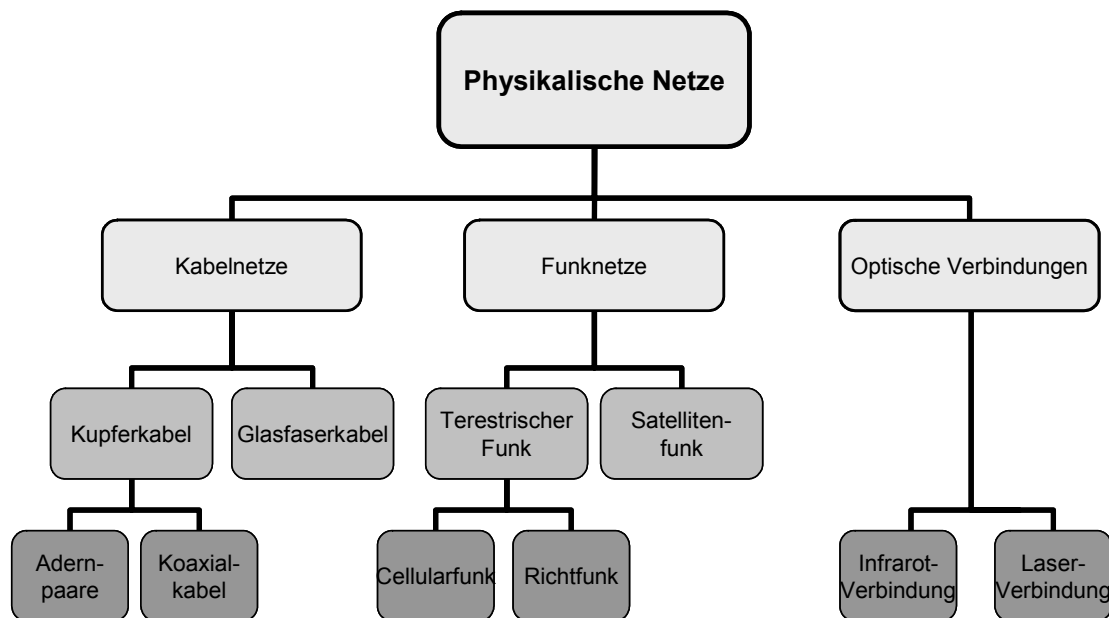 Physikalische Netze
Kabelnetze
Funknetze
Optische Verbindungen
Kupferkabel
Glasfaserkabel
Terestrischer
Funk
Satelliten-
funk
Adern-
paare
Koaxial-
kabel
Cellularfunk
Richtfunk
Infrarot-
Verbindung
Laser-
Verbindung